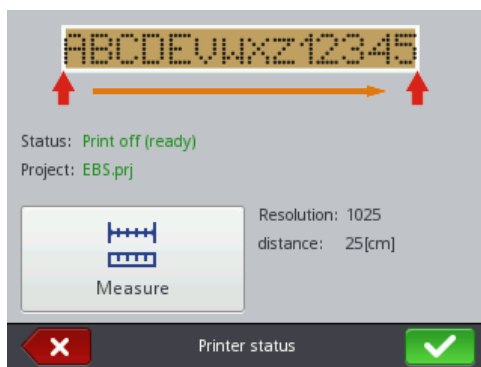 ABCDEVWXZ12345
Status: Print off (ready)
Project: EBS.prj
Resolution: 1025
distance: 25[cm]
Measure
Printer status